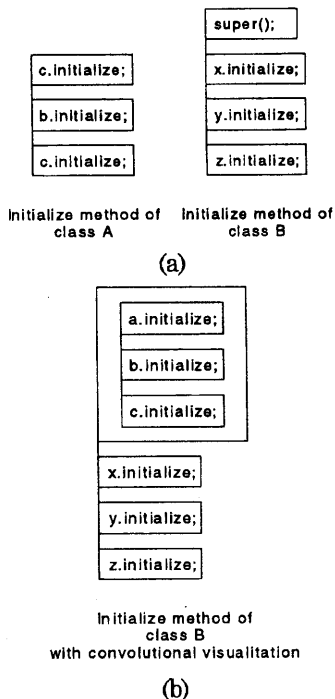 c.initialize;
b.initialize;
c.initialize;
Initialize method of
class A
super();
x.initialize;
y.initialize;
z.initialize;
Initialize method of
class B
(a)
a.initialize;
b.initialize;
c.initialize;
x.initialize;
y.initialize;
z.initialize;
Initialize method of
class B
with convolutional visualitation
(b)